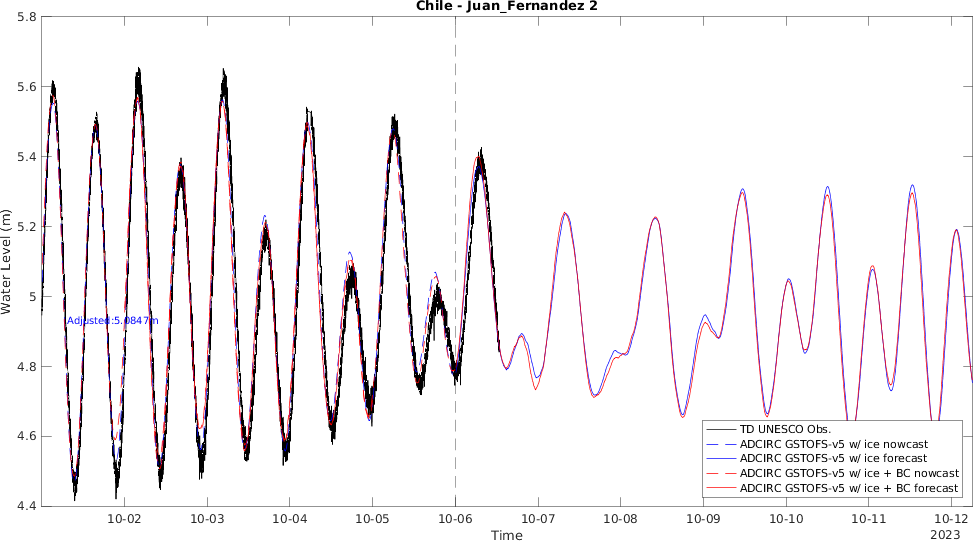 Chile - Juan_Fernandez 2
5.8
5.6
5.4
5.2
5
4.8
4.6
4.4
Water Level (m)
Adjusted:5.0847m
TD UNESCO Obs.
ADCIRC GSTOFS-v5 w/ ice nowcast
ADCIRC GSTOFS-v5 w/ ice forecast
ADCIRC GSTOFS-v5 w/ ice + BC nowcast
ADCIRC GSTOFS-v5 w/ ice + BC forecast
10-02 10-03 10-04 10-05 10-06 10-07 10-08 10-09 10-10 10-11 10-12
Time
2023